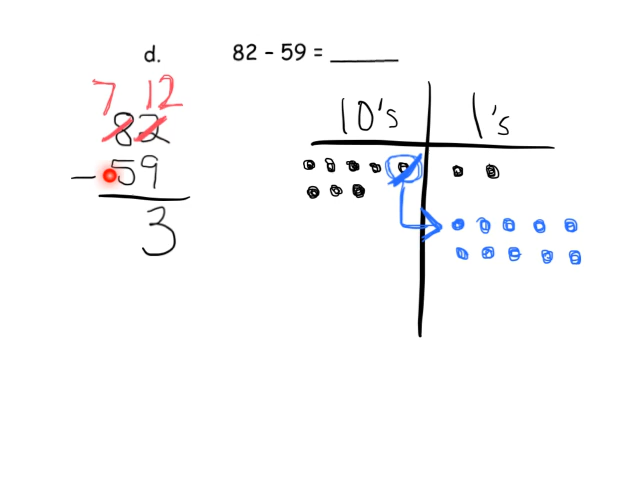 d. 82 - 59 = ______
7 12
82
- 59
3
10's 1's